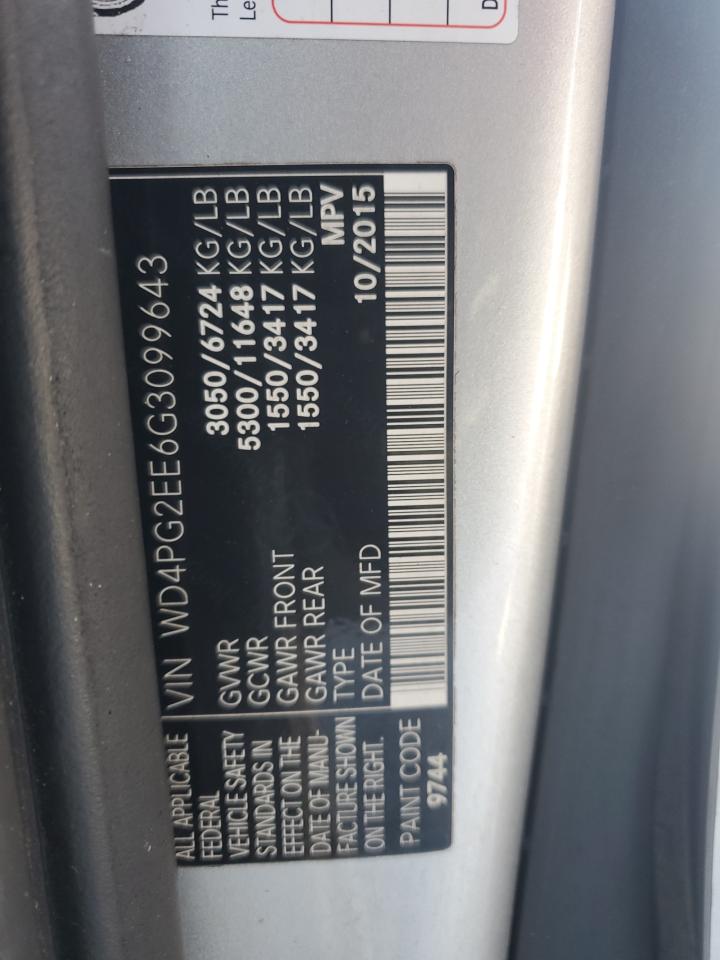 Th
Le
D
VIN WD4PG2EE6G3099643
GVWR 3050/6724 KG/LB
GCWR 5300/11648 KG/LB
GAWR FRONT 1550/3417 KG/LB
GAWR REAR 1550/3417 KG/LB
TYPE MPV
DATE OF MFD 10/2015
ALL APPLICABLE
FEDERAL
VEHICLE SAFETY
STANDARDS IN
EFFECT ON THE
DATE OF MANU-
FACTURE SHOWN
ON THE RIGHT.
PAINT CODE
9744